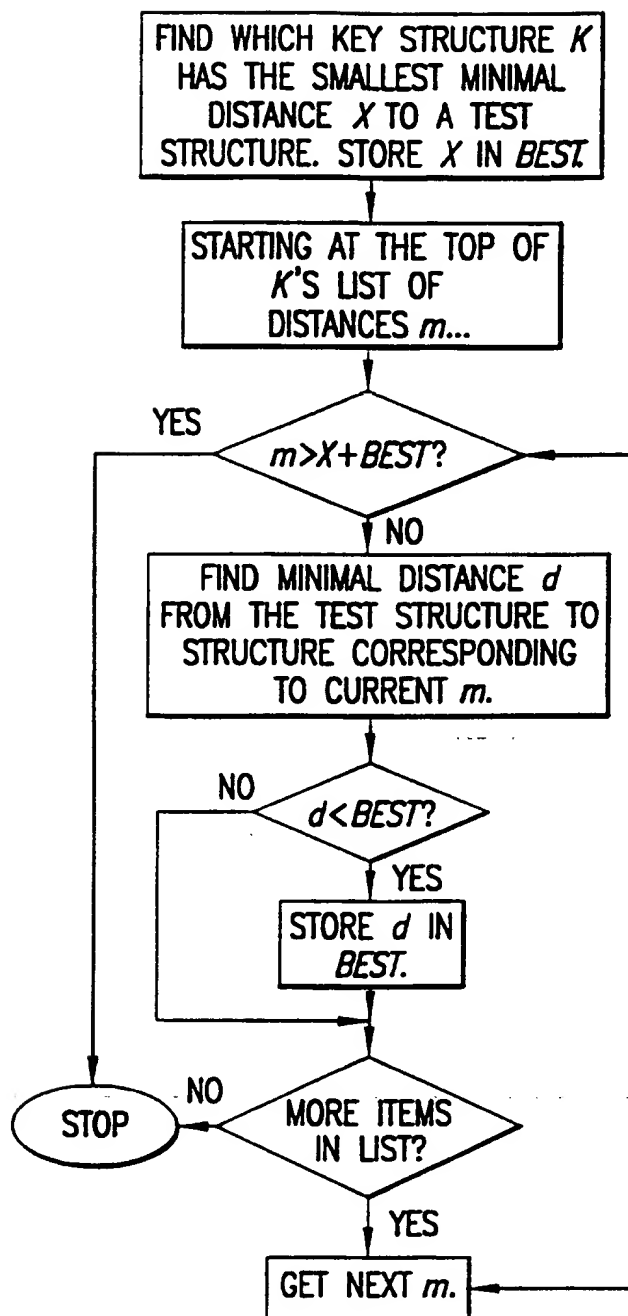 FIND WHICH KEY STRUCTURE K
HAS THE SMALLEST MINIMAL
DISTANCE X TO A TEST
STRUCTURE. STORE X IN BEST.
STARTING AT THE TOP OF
K'S LIST OF
DISTANCES m...
YES
m>X+BEST?
NO
FIND MINIMAL DISTANCE d
FROM THE TEST STRUCTURE TO
STRUCTURE CORRESPONDING
TO CURRENT m.
NO
d<BEST?
YES
STORE d IN
BEST.
NO
STOP
MORE ITEMS
IN LIST?
YES
GET NEXT m.